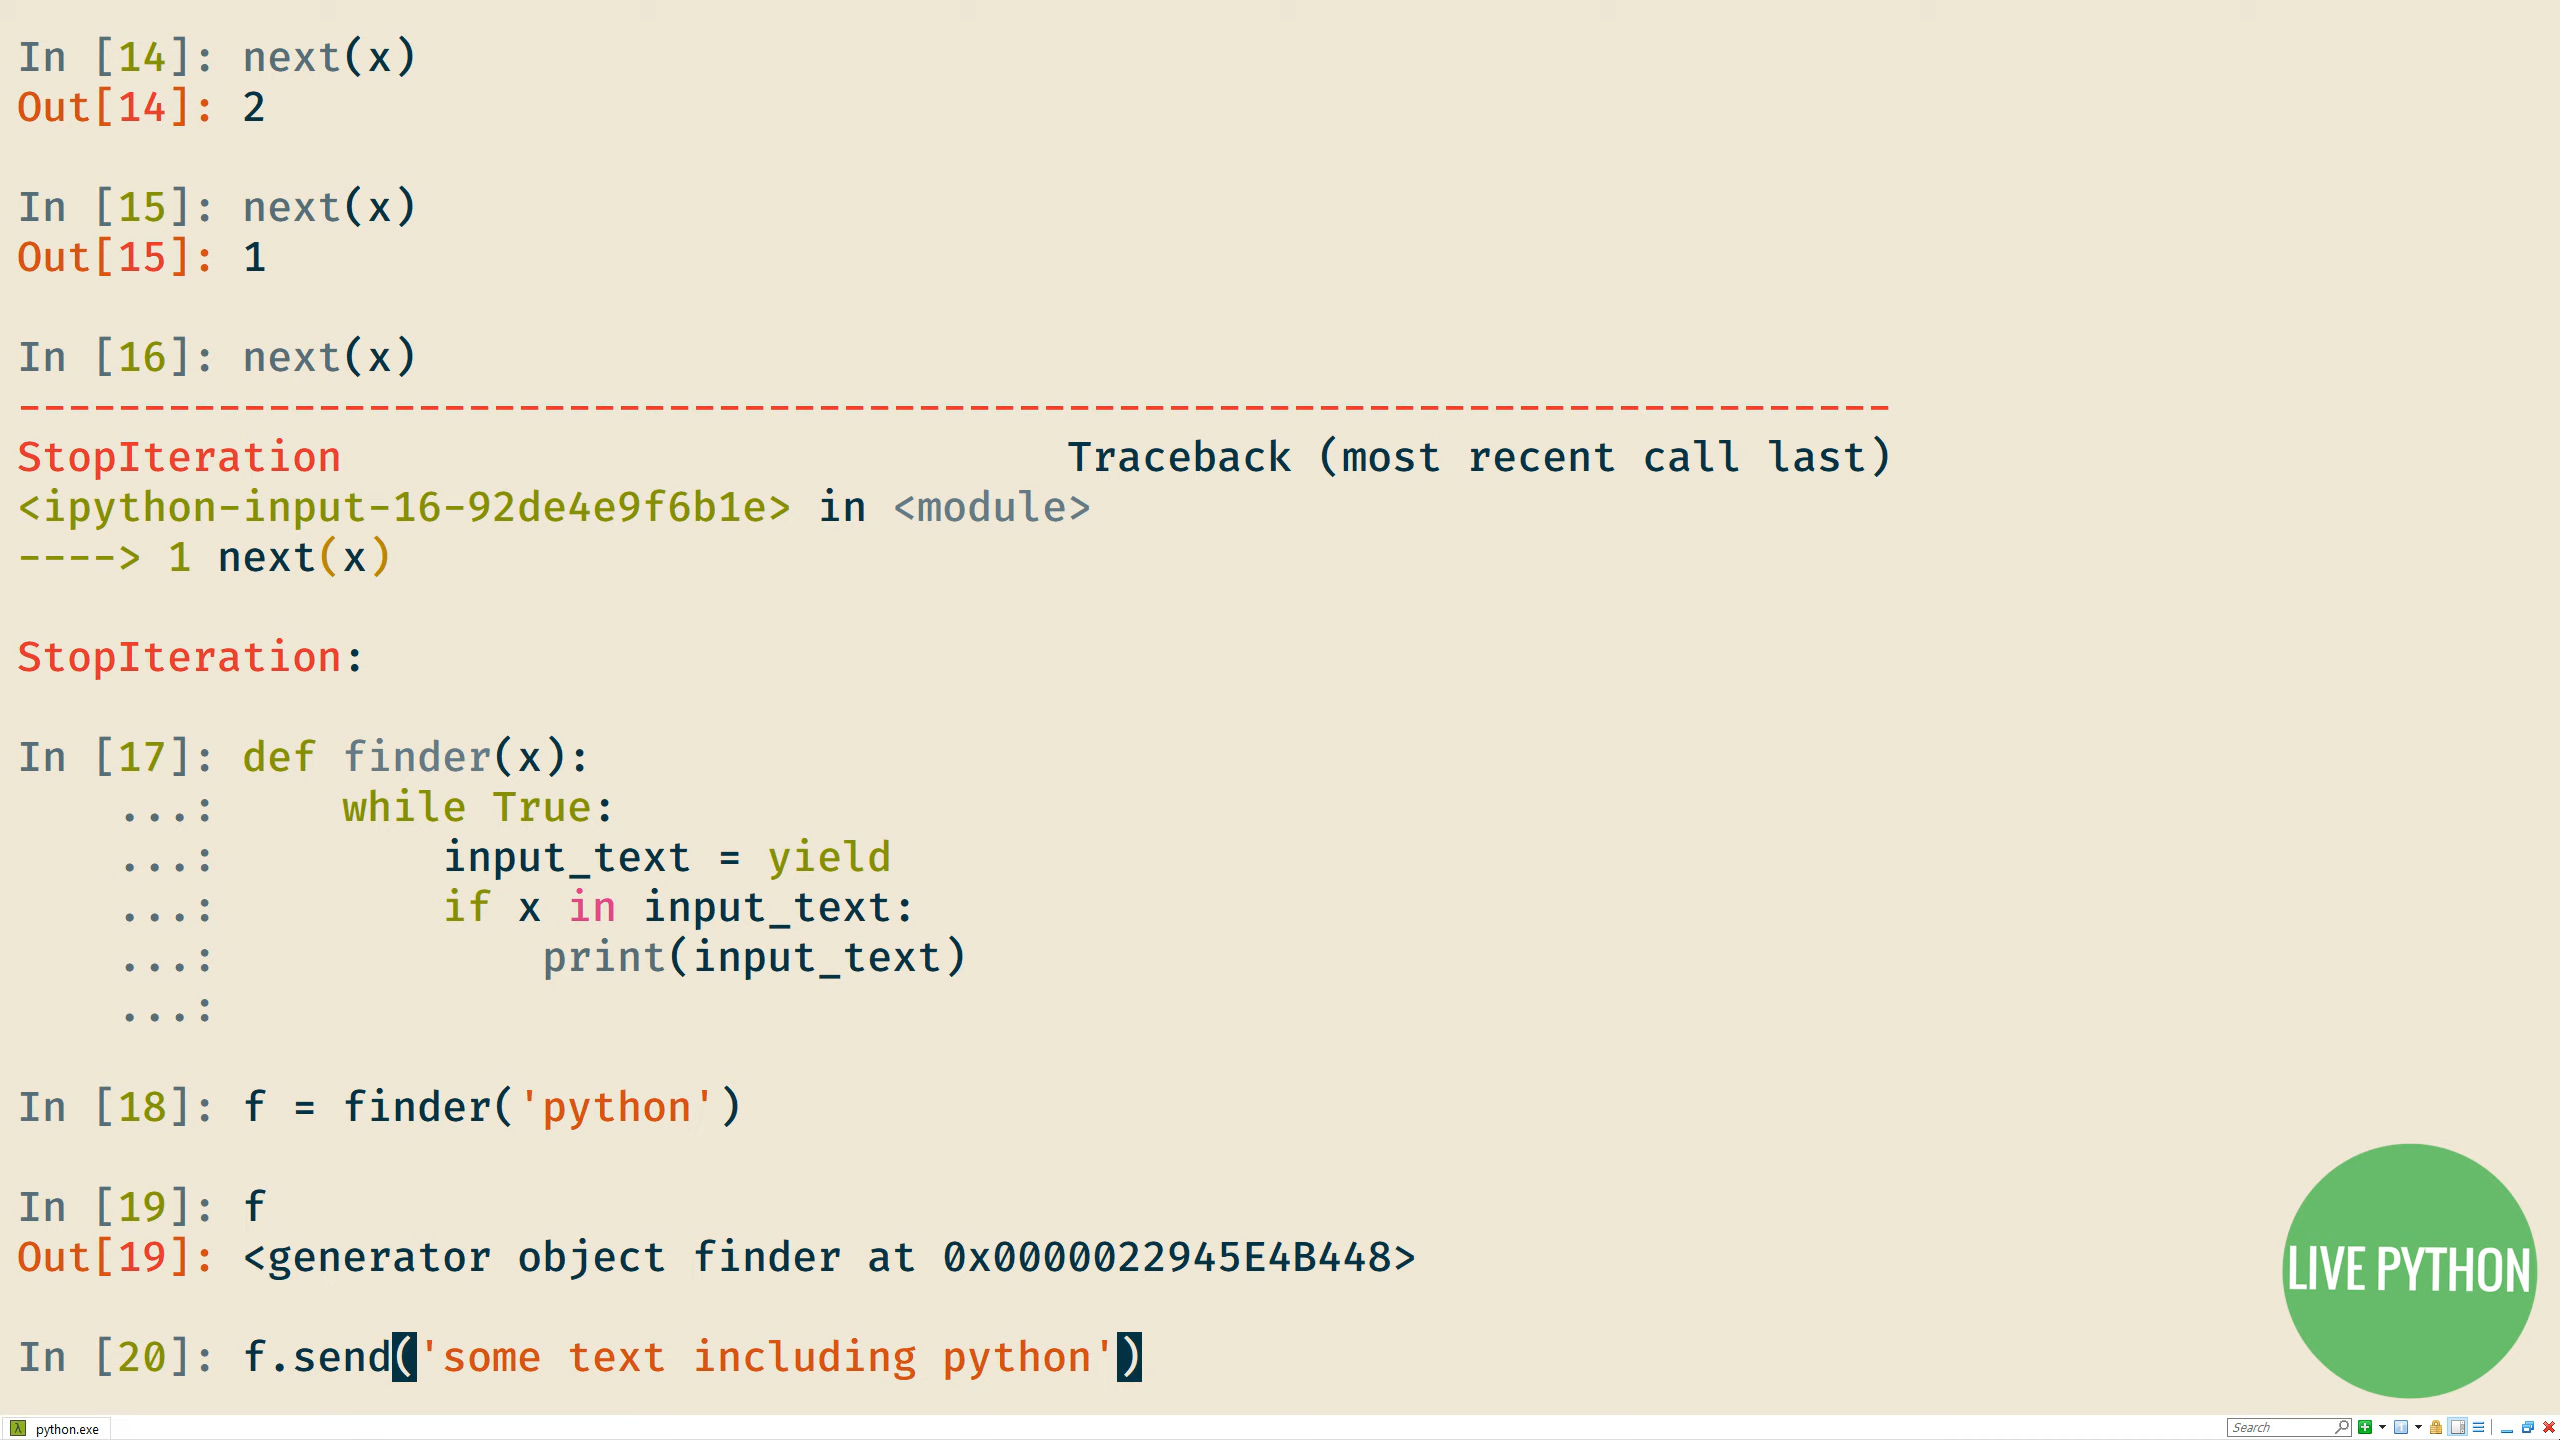 In [14]: next(x)
Out[14]: 2
In [15]: next(x)
Out[15]: 1
In [16]: next(x)
---------------------------------------------------------------------------
StopIteration                             Traceback (most recent call last)
<ipython-input-16-92de4e9f6b1e> in <module>
----> 1 next(x)
StopIteration:
In [17]: def finder(x):
    ...:     while True:
    ...:         input_text = yield
    ...:         if x in input_text:
    ...:             print(input_text)
    ...:
In [18]: f = finder('python')
In [19]: f
Out[19]: <generator object finder at 0x0000022945E4B448>
In [20]: f.send('some text including python')
LIVE PYTHON
python.exe
Search